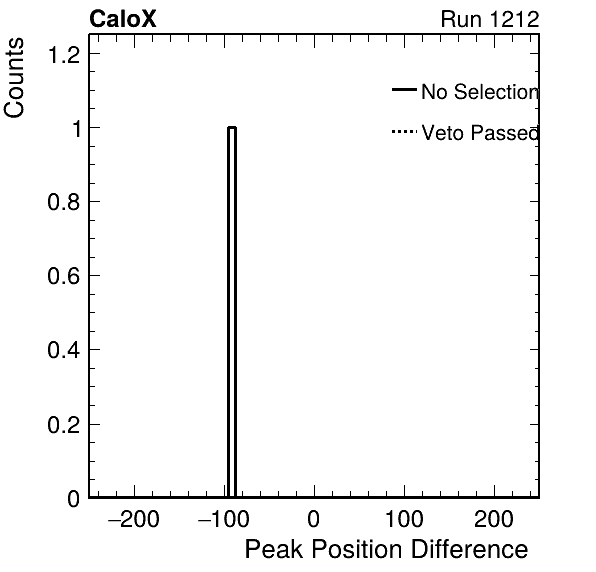 CaloX Run 1212
Counts
1.2
1
0.8
0.6
0.4
0.2
0
No Selection
Veto Passed
−200 −100 0 100 200
Peak Position Difference